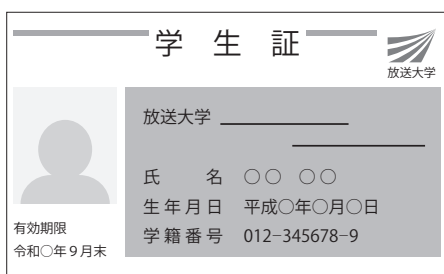 学 生 証
放送大学
放送大学
氏　　名　○○ ○○
生年月日　平成○年○月○日
学籍番号　012−345678−9
有効期限
令和○年９月末